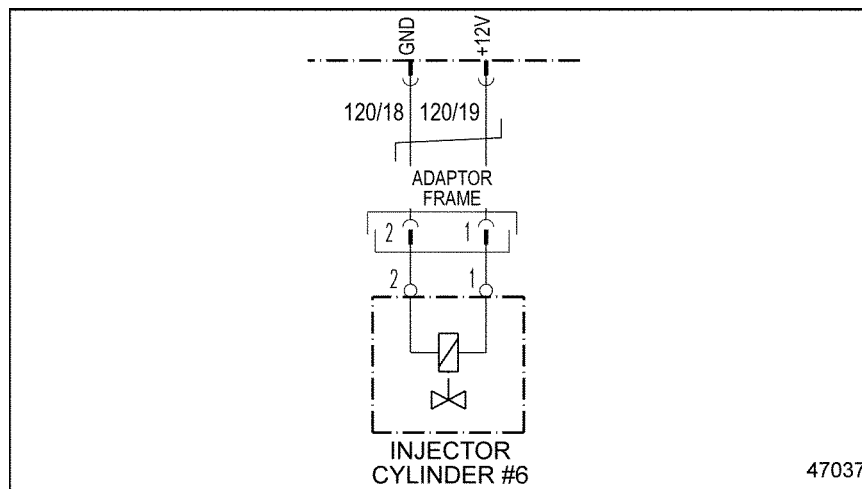 GND +12V
120/18 120/19
ADAPTOR
FRAME
2 1
2 1
INJECTOR
CYLINDER #6
47037